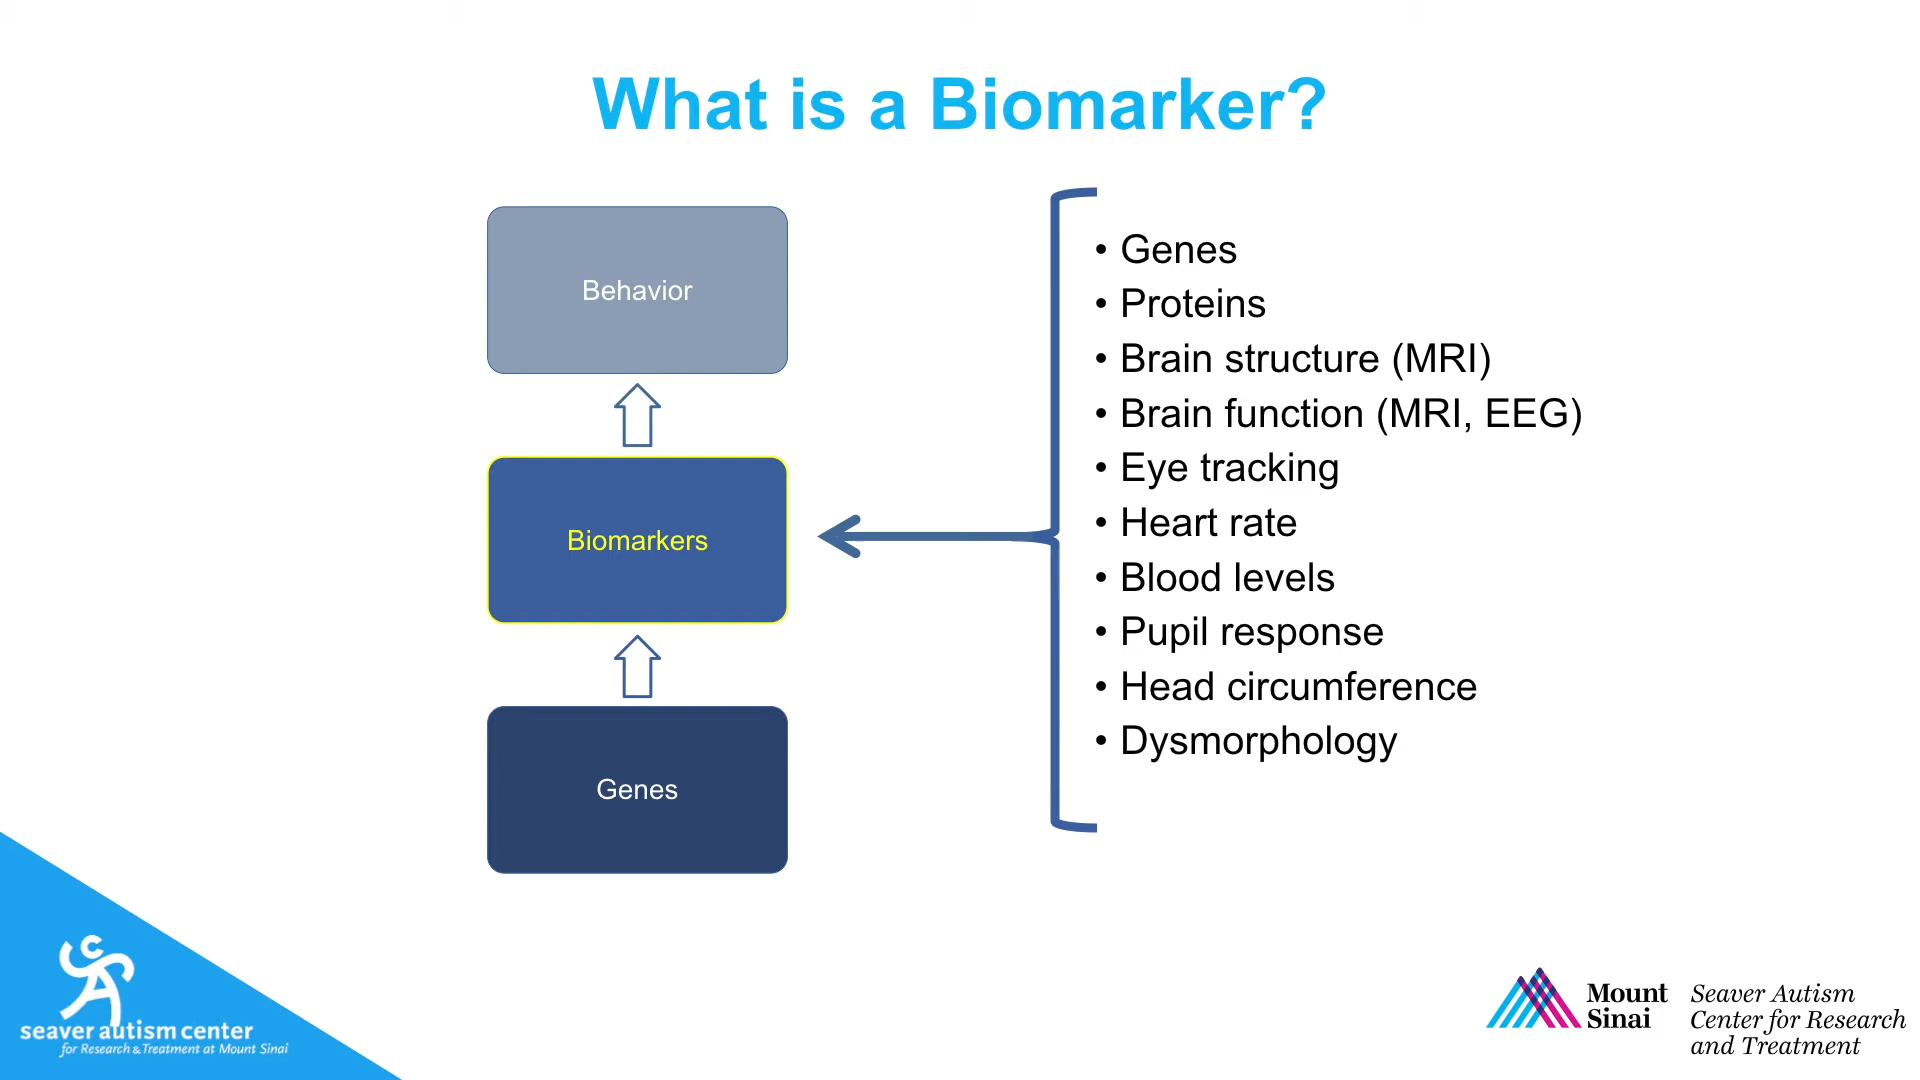 What is a Biomarker?
Behavior
Biomarkers
Genes
• Genes
• Proteins
• Brain structure (MRI)
• Brain function (MRI, EEG)
• Eye tracking
• Heart rate
• Blood levels
• Pupil response
• Head circumference
• Dysmorphology
seaver autism center
for Research & Treatment at Mount Sinai
Mount
Sinai
Seaver Autism
Center for Research
and Treatment